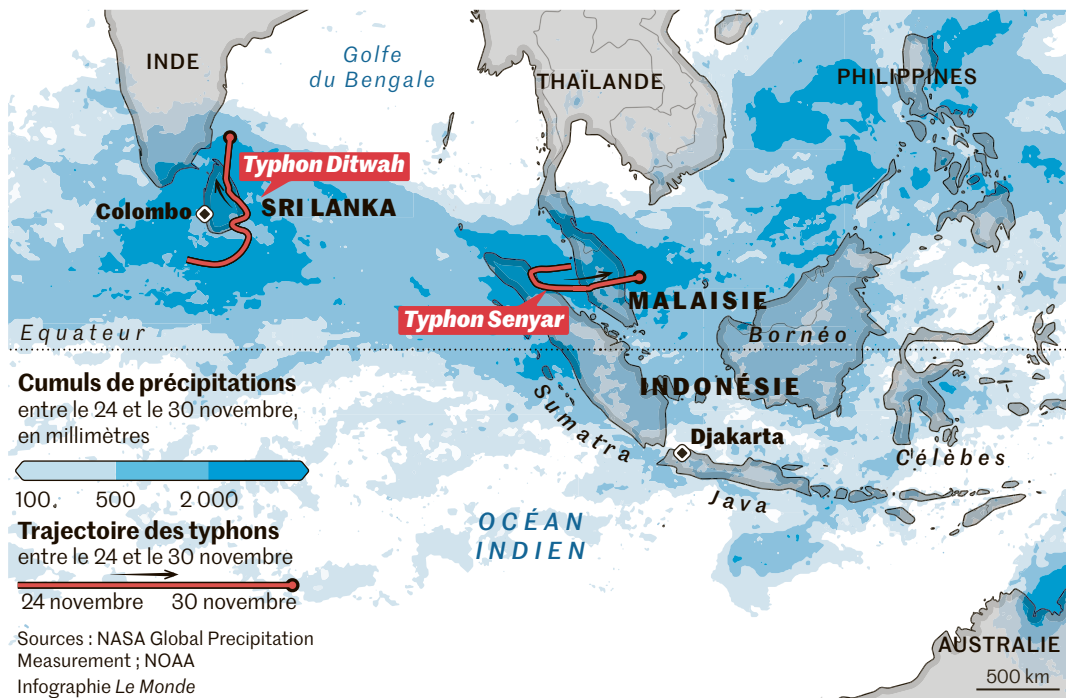 INDE
Golfe
du Bengale
THAÏLANDE
PHILIPPINES
Typhon Ditwah
Colombo
SRI LANKA
MALAISIE
Typhon Senyar
Equateur
Bornéo
INDONÉSIE
Sumatra
Djakarta
Célèbes
Java
OCÉAN
INDIEN
AUSTRALIE
500 km
Cumuls de précipitations
entre le 24 et le 30 novembre,
en millimètres
100 500 2 000
Trajectoire des typhons
entre le 24 et le 30 novembre
24 novembre 30 novembre
Sources : NASA Global Precipitation
Measurement ; NOAA
Infographie Le Monde